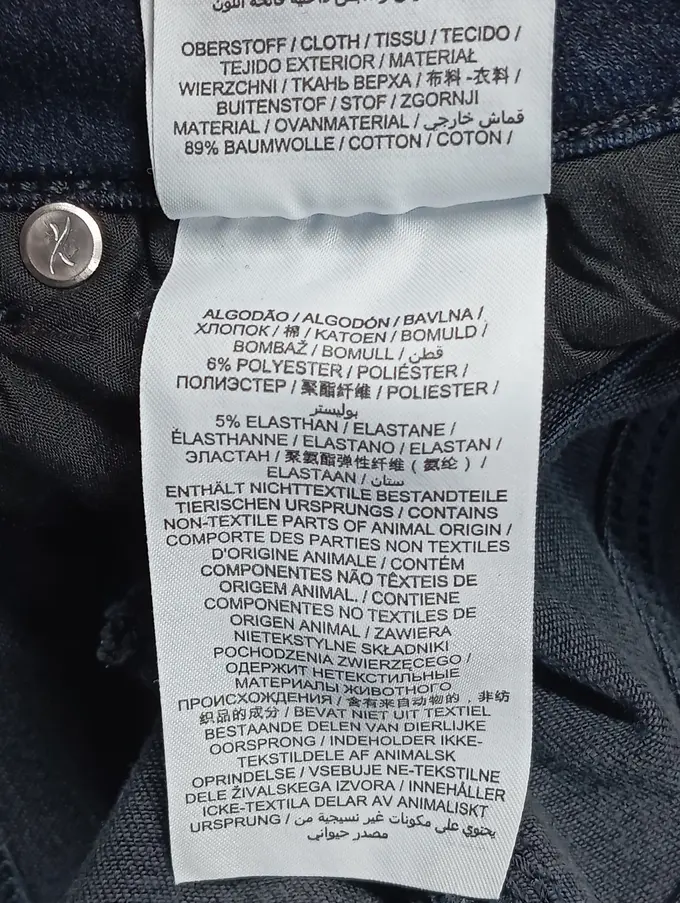 OBERSTOFF / CLOTH / TISSU / TECIDO /
TEJIDO EXTERIOR / MATERIAŁ
WIERZCHNI / ТКАНЬ ВЕРХА / 布料 -衣料 /
BUITENSTOF / STOF / ZGORNJI
MATERIAL / OVANMATERIAL / قماش خارجي /
89% BAUMWOLLE / COTTON / COTON /
ALGODÃO / ALGODÓN / BAVLNA /
ХЛОПОК / 棉 / KATOEN / BOMULD /
BOMBAŽ / BOMULL / قطن
6% POLYESTER / POLIÉSTER /
ПОЛИЭСТЕР / 聚酯纤维 / POLIESTER /
بوليستر
5% ELASTHAN / ELASTANE /
ÉLASTHANNE / ELASTANO / ELASTAN /
ЭЛАСТАН / 聚氨酯弹性纤维 ( 氨纶 ) /
ELASTAAN / ستان
ENTHÄLT NICHTTEXTILE BESTANDTEILE
TIERISCHEN URSPRUNGS / CONTAINS
NON-TEXTILE PARTS OF ANIMAL ORIGIN /
COMPORTE DES PARTIES NON TEXTILES
D'ORIGINE ANIMALE / CONTÉM
COMPONENTES NÃO TÊXTEIS DE
ORIGEM ANIMAL. / CONTIENE
COMPONENTES NO TEXTILES DE
ORIGEN ANIMAL / ZAWIERA
NIETEKSTYLNE SKŁADNIKI
POCHODZENIA ZWIERZĘCEGO /
ОДЕРЖИТ НЕТЕКСТИЛЬНЫЕ
МАТЕРИАЛЫ ЖИВОТНОГО
ПРОИСХОЖДЕНИЯ / 含有来自动物的 , 非纺
织品的成分 / BEVAT NIET UIT TEXTIEL
BESTAANDE DELEN VAN DIERLIJKE
OORSPRONG / INDEHOLDER IKKE-
TEKSTILDELE AF ANIMALSK
OPRINDELSE / VSEBUJE NE-TEKSTILNE
DELE ŽIVALSKEGA IZVORA / INNEHÅLLER
ICKE-TEXTILA DELAR AV ANIMALISKT
URSPRUNG / يحتوي على مكونات غير نسيجية من
مصدر حيواني